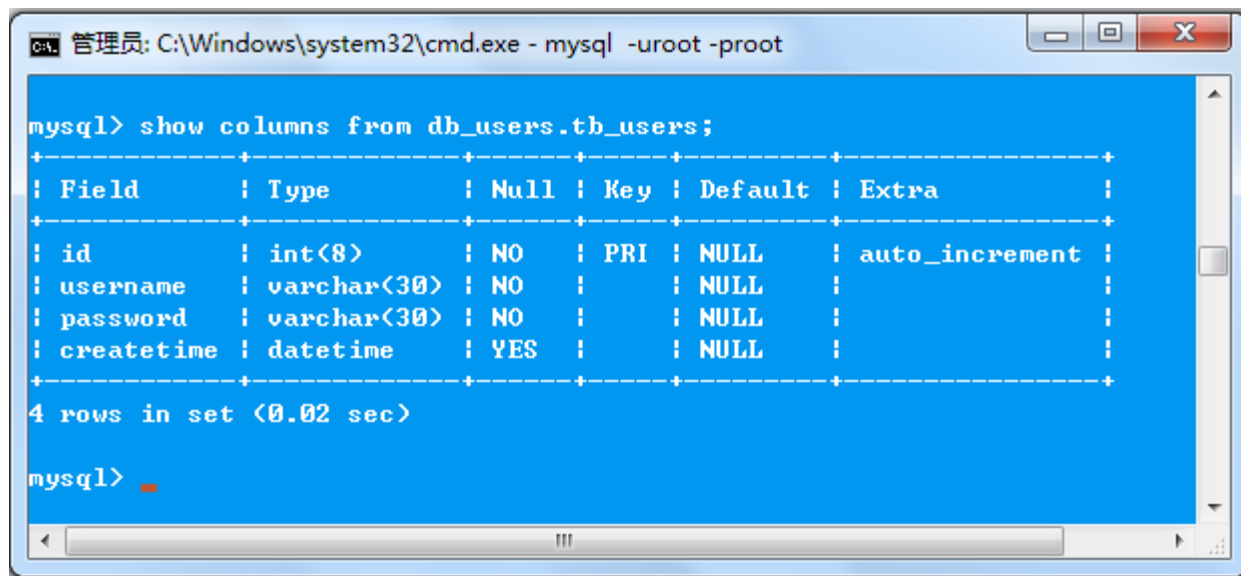 管理员: C:\Windows\system32\cmd.exe - mysql  -uroot -proot
mysql> show columns from db_users.tb_users;
+------------+-------------+------+-----+---------+----------------+
| Field      | Type        | Null | Key | Default | Extra          |
+------------+-------------+------+-----+---------+----------------+
| id         | int(8)      | NO   | PRI | NULL    | auto_increment |
| username   | varchar(30) | NO   |     | NULL    |                |
| password   | varchar(30) | NO   |     | NULL    |                |
| createtime | datetime    | YES  |     | NULL    |                |
+------------+-------------+------+-----+---------+----------------+
4 rows in set (0.02 sec)
mysql> _